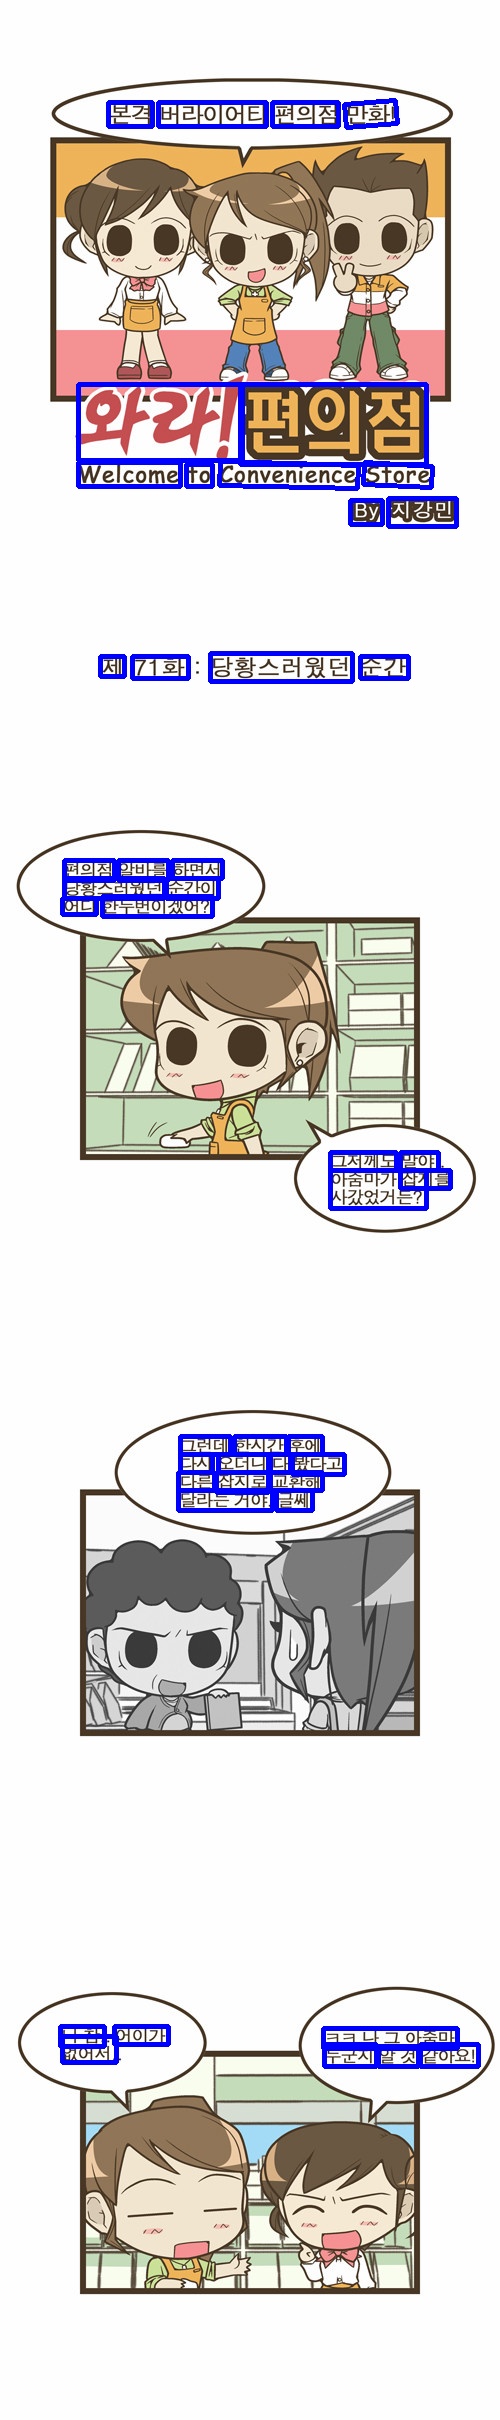 본격 버라이어티 편의점 만화!
와라! 편의점
Welcome to Convenience Store
By 지강민
제 71화 : 당황스러웠던 순간
편의점 알바를 하면서
당황스러웠던 순간이
어디 한두번이겠어?
그저께도 말야,
아줌마가 잡지를
사갔었거든?
그런데 한시간 후에
다시 오더니 다 봤다고
다른 잡지로 교환해
달라는 거야. 글쎄
나 참.. 어이가
없어서..
ㅋㅋ 난 그 아줌마
누군지 알 것 같아요!